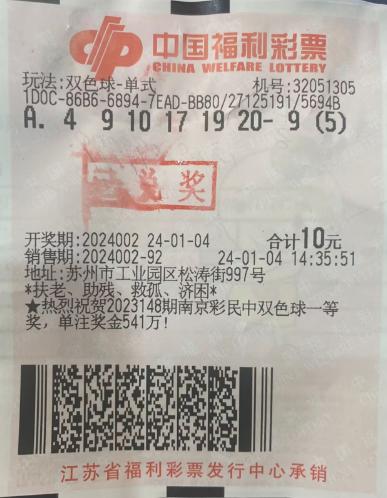 中国福利彩票
CHINA WELFARE LOTTERY
玩法:双色球-单式 机号:32051305
1D0C-86B6-6894-7EAD-BB80/27125191/5694B
A. 4 9 10 17 19 20- 9 (5)
已兑奖
开奖期:2024002 24-01-04 合计10元
销售期:2024002-92 24-01-04 14:35:51
地址:苏州市工业园区松涛街997号
*扶老、助残、救孤、济困*
★热烈祝贺2023148期南京彩民中双色球一等
奖,单注奖金541万!
江苏省福利彩票发行中心承销